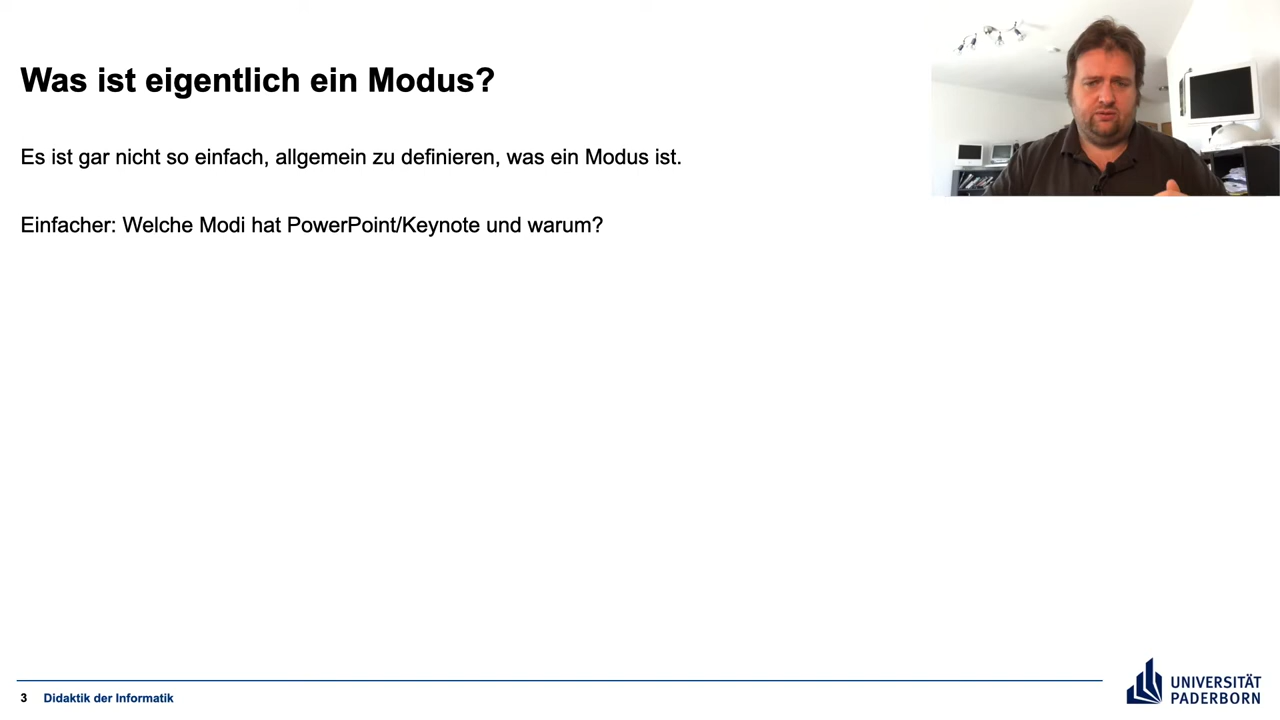 Was ist eigentlich ein Modus?
Es ist gar nicht so einfach, allgemein zu definieren, was ein Modus ist.
Einfacher: Welche Modi hat PowerPoint/Keynote und warum?
3 Didaktik der Informatik
UNIVERSITÄT
PADERBORN